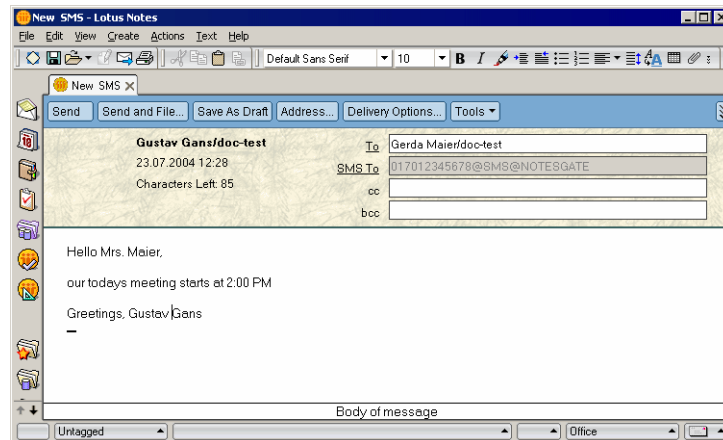 New SMS - Lotus Notes
File Edit View Create Actions Text Help
Default Sans Serif 10 B I
New SMS
Send Send and File... Save As Draft Address... Delivery Options... Tools
Gustav Gans/doc-test To Gerda Maier/doc-test
23.07.2004 12:28 SMS To 017012345678@SMS@NOTESGATE
Characters Left: 85 cc
bcc
Hello Mrs. Maier,
our todays meeting starts at 2:00 PM
Greetings, Gustav Gans
Body of message
Untagged Office